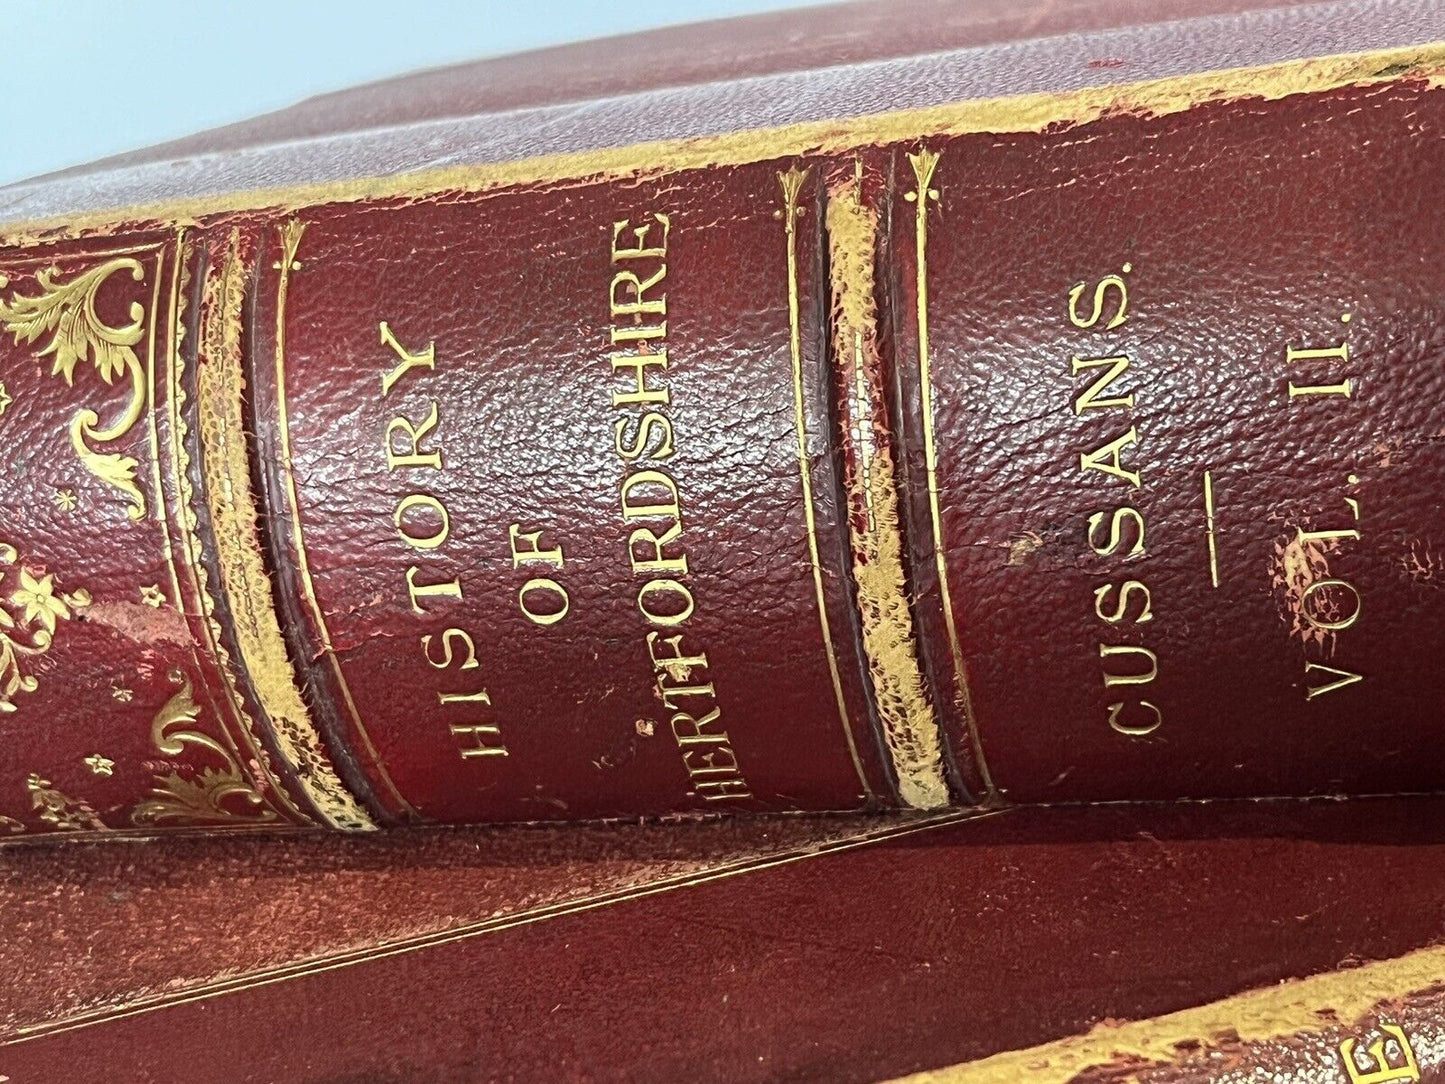 HISTORY
OF
HERTFORDSHIRE
CUSSANS.
VOL. II.
E